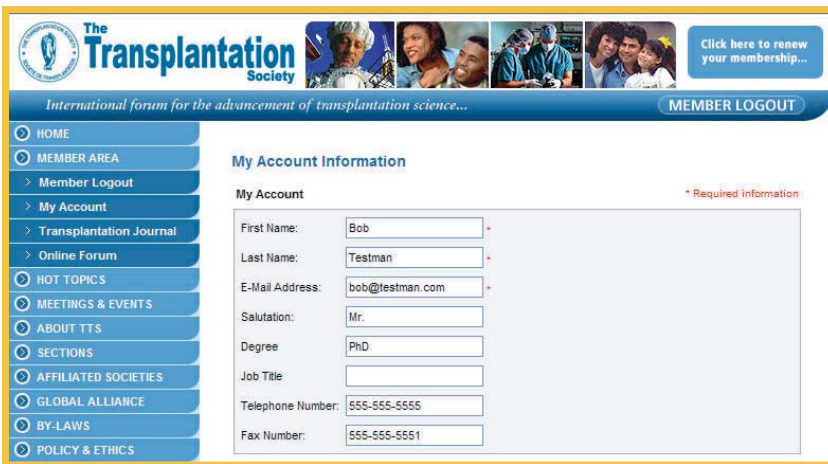 The
Transplantation
Society
Click here to renew
your membership...
International forum for the advancement of transplantation science...
MEMBER LOGOUT
HOME
MEMBER AREA
> Member Logout
> My Account
> Transplantation Journal
> Online Forum
HOT TOPICS
MEETINGS & EVENTS
ABOUT TTS
SECTIONS
AFFILIATED SOCIETIES
GLOBAL ALLIANCE
BY-LAWS
POLICY & ETHICS
My Account Information
My Account
* Required information
First Name: Bob *
Last Name: Testman *
E-Mail Address: bob@testman.com *
Salutation: Mr.
Degree PhD
Job Title
Telephone Number: 555-555-5555
Fax Number: 555-555-5551